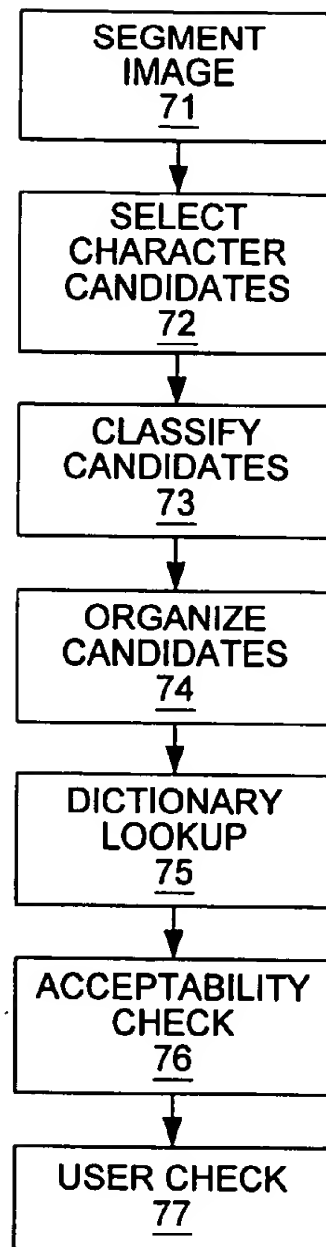 SEGMENT
IMAGE
71
SELECT
CHARACTER
CANDIDATES
72
CLASSIFY
CANDIDATES
73
ORGANIZE
CANDIDATES
74
DICTIONARY
LOOKUP
75
ACCEPTABILITY
CHECK
76
USER CHECK
77